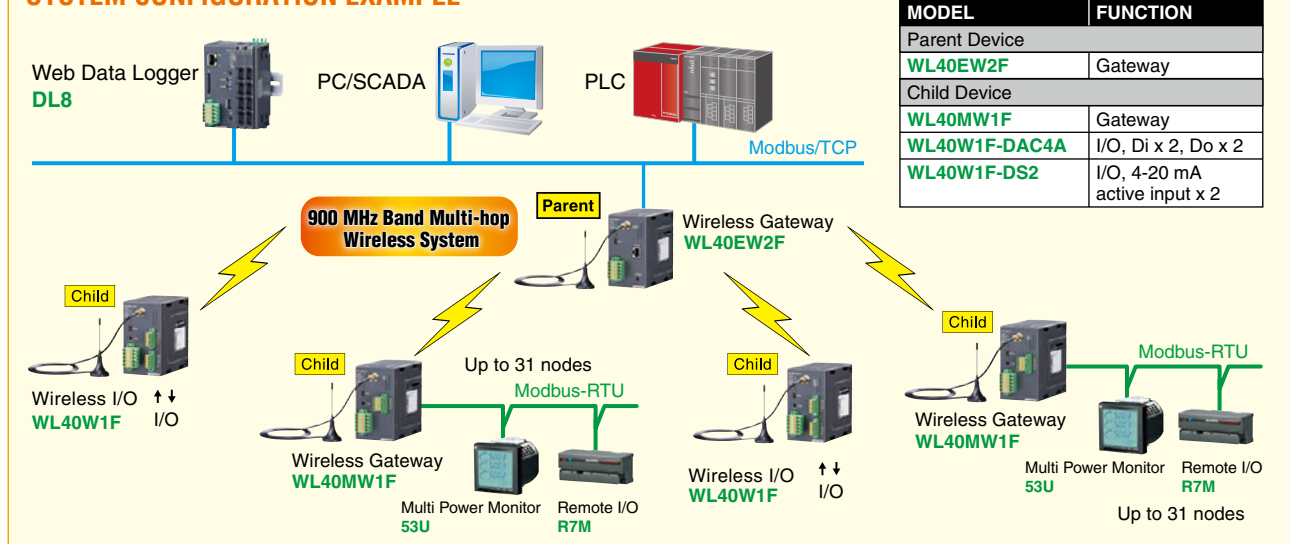 SYSTEM CONFIGURATION EXAMPLE
MODEL FUNCTION
Parent Device
WL40EW2F Gateway
Child Device
WL40MW1F Gateway
WL40W1F-DAC4A I/O, Di x 2, Do x 2
WL40W1F-DS2 I/O, 4-20 mA
active input x 2
Web Data Logger
DL8
PC/SCADA
PLC
Modbus/TCP
900 MHz Band Multi-hop
Wireless System
Parent
Wireless Gateway
WL40EW2F
Child
Wireless I/O
WL40W1F
I/O
Child
Up to 31 nodes
Modbus-RTU
Wireless Gateway
WL40MW1F
Multi Power Monitor
53U
Remote I/O
R7M
Child
Wireless I/O
WL40W1F
I/O
Child
Modbus-RTU
Wireless Gateway
WL40MW1F
Multi Power Monitor
53U
Remote I/O
R7M
Up to 31 nodes